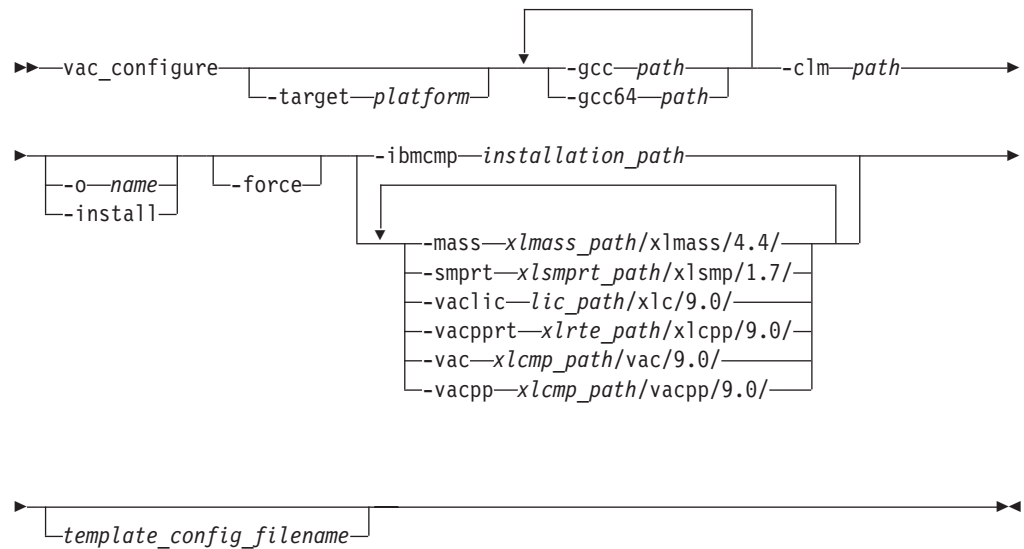 vac_configure -gcc path -clm path
-target platform -gcc64 path
-ibmcmp installation_path
-o name -force
-install
-mass xlmass_path/xlmass/4.4/
-smprt xlsmprt_path/xlsmp/1.7/
-vaclic lic_path/xlc/9.0/
-vacpprt xlrte_path/xlcpp/9.0/
-vac xlcmp_path/vac/9.0/
-vacpp xlcmp_path/vacpp/9.0/
template_config_filename